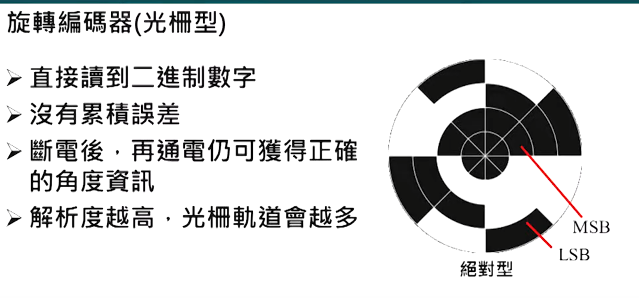 旋轉編碼器(光柵型)
➢ 直接讀到二進制數字
➢ 沒有累積誤差
➢ 斷電後，再通電仍可獲得正確
的角度資訊
➢ 解析度越高，光柵軌道會越多
MSB
LSB
絕對型